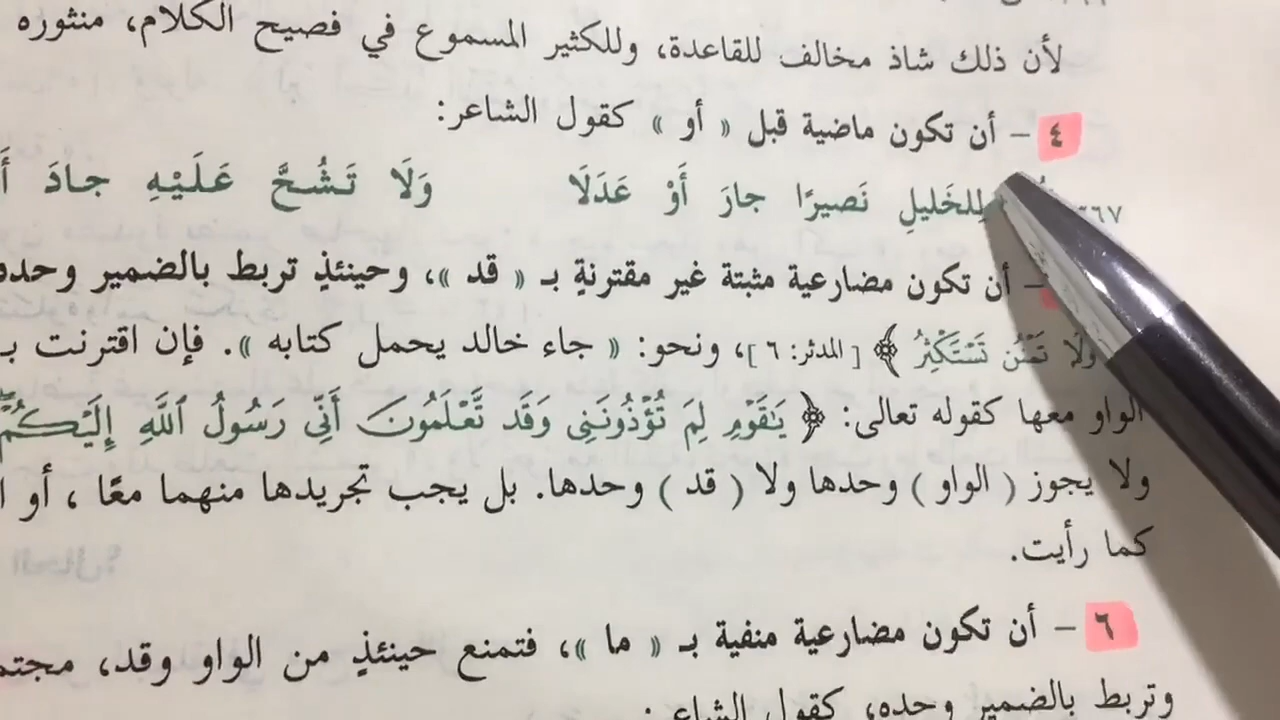 لأن ذلك شاذ مخالف للقاعدة، وللكثير المسموع في فصيح الكلام، منثوره
٤ – أن تكون ماضية قبل « أو » كقول الشاعر:
لِلخَليلِ نَصيرًا جارَ أَوْ عَدَلَا وَلَا تَشُحَّ عَلَيْهِ جادَ
– أن تكون مضارعية مثبتة غير مقترنةٍ بـ « قد »، وحينئذٍ تربط بالضمير وحده
وَلَا تَمْنُن تَسْتَكْثِرُ ﴾ [ المدثر: ٦ ]، ونحو: « جاء خالد يحمل كتابه ». فإن اقترنت بـ
الواو معها كقوله تعالى: ﴿ يَٰقَوْمِ لِمَ تُؤْذُونَنِى وَقَد تَّعْلَمُونَ أَنِّى رَسُولُ ٱللَّهِ إِلَيْكُمْ
ولا يجوز ( الواو ) وحدها ولا ( قد ) وحدها. بل يجب تجريدها منهما معًا ، أو
كما رأيت.
٦ – أن تكون مضارعية منفية بـ « ما »، فتمنع حينئذٍ من الواو وقد،
وتربط بالضمير وحده، كقول الشاعر: